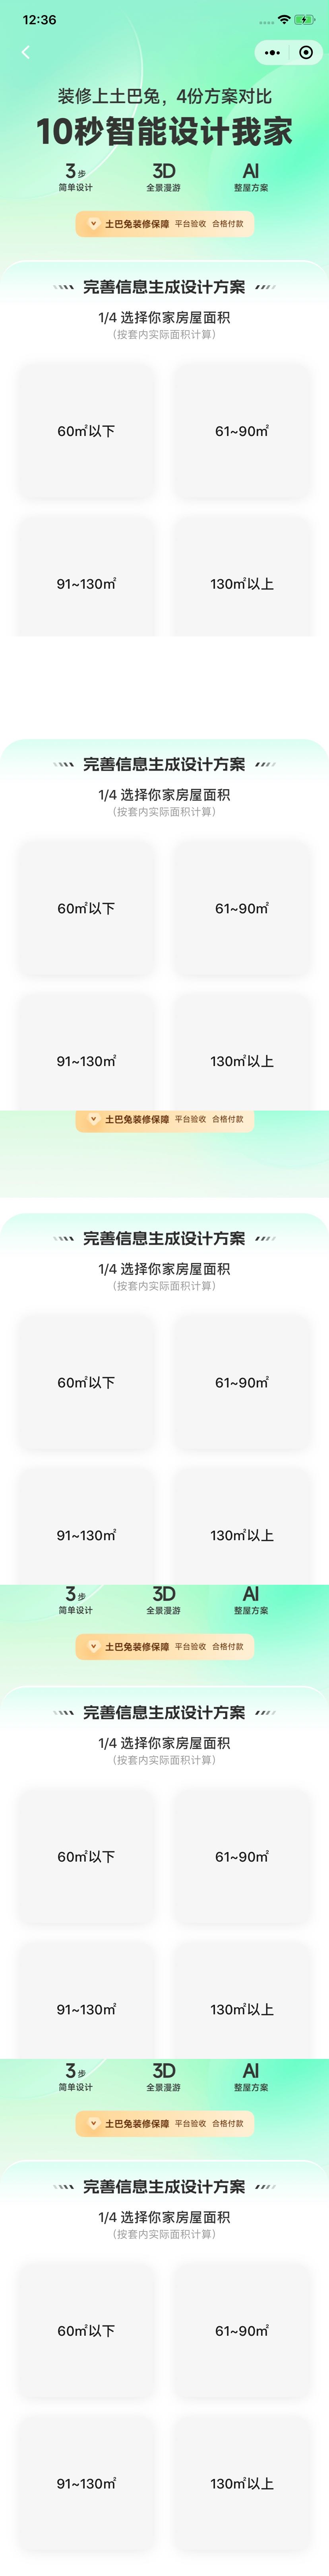 12:36
装修上土巴兔，4份方案对比
10秒智能设计我家
3步 3D AI
简单设计 全景漫游 整屋方案
土巴兔装修保障 平台验收 合格付款
完善信息生成设计方案
1/4 选择你家房屋面积
（按套内实际面积计算）
60㎡以下 61~90㎡
91~130㎡ 130㎡以上
完善信息生成设计方案
1/4 选择你家房屋面积
（按套内实际面积计算）
60㎡以下 61~90㎡
91~130㎡ 130㎡以上
土巴兔装修保障 平台验收 合格付款
完善信息生成设计方案
1/4 选择你家房屋面积
（按套内实际面积计算）
60㎡以下 61~90㎡
91~130㎡ 130㎡以上
3步 3D AI
简单设计 全景漫游 整屋方案
土巴兔装修保障 平台验收 合格付款
完善信息生成设计方案
1/4 选择你家房屋面积
（按套内实际面积计算）
60㎡以下 61~90㎡
91~130㎡ 130㎡以上
3步 3D AI
简单设计 全景漫游 整屋方案
土巴兔装修保障 平台验收 合格付款
完善信息生成设计方案
1/4 选择你家房屋面积
（按套内实际面积计算）
60㎡以下 61~90㎡
91~130㎡ 130㎡以上